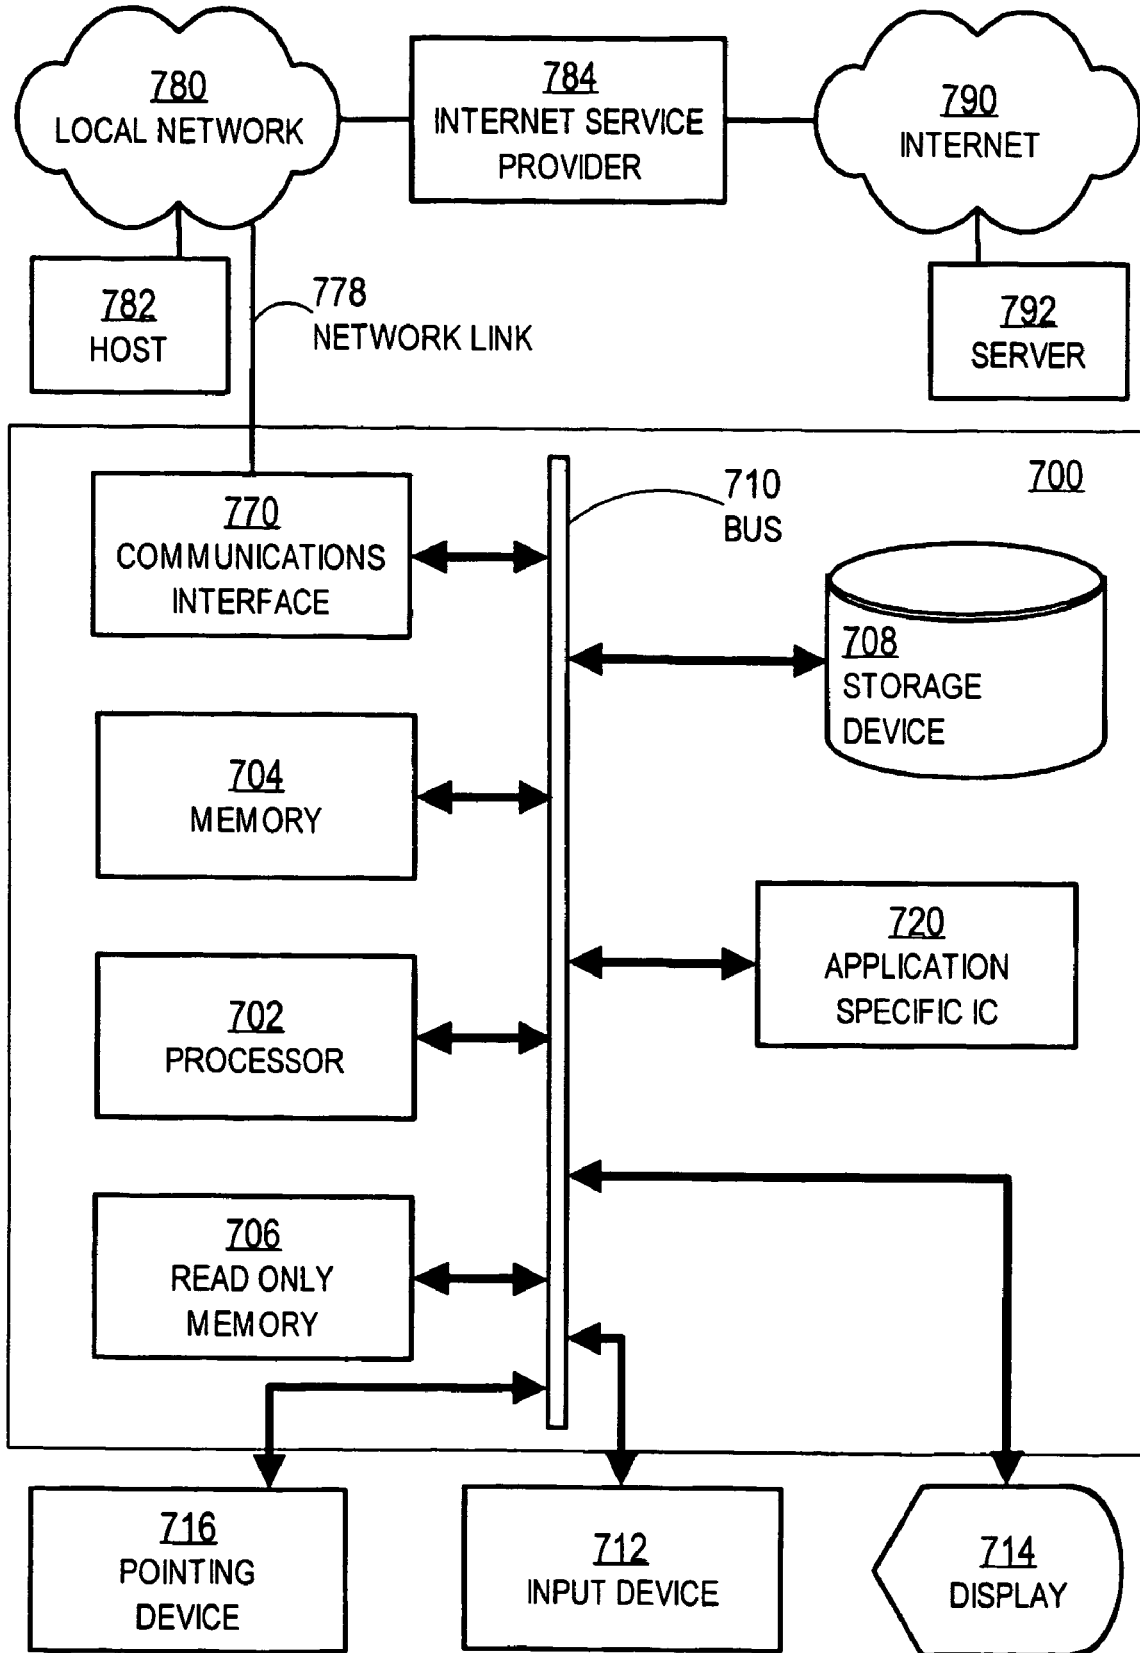 780
LOCAL NETWORK
784
INTERNET SERVICE
PROVIDER
790
INTERNET
782
HOST
778
NETWORK LINK
792
SERVER
700
770
COMMUNICATIONS
INTERFACE
710
BUS
708
STORAGE
DEVICE
704
MEMORY
720
APPLICATION
SPECIFIC IC
702
PROCESSOR
706
READ ONLY
MEMORY
716
POINTING
DEVICE
712
INPUT DEVICE
714
DISPLAY